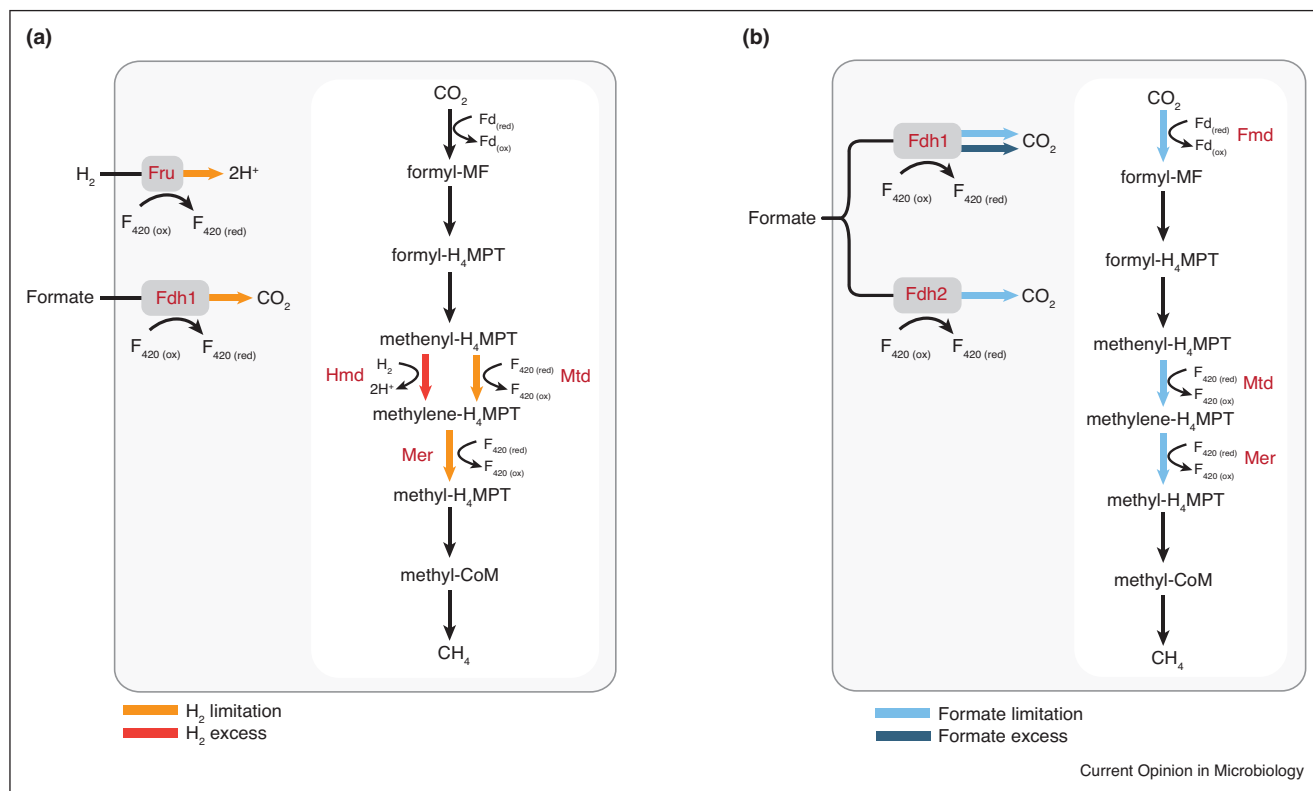 (a)
CO2
Fd(red)
Fd(ox)
formyl-MF
H2
Fru
2H+
F420 (ox)
F420 (red)
formyl-H4MPT
Formate
Fdh1
CO2
F420 (ox)
F420 (red)
methenyl-H4MPT
Hmd
H2
2H+
F420 (red)
F420 (ox)
Mtd
methylene-H4MPT
Mer
F420 (red)
F420 (ox)
methyl-H4MPT
methyl-CoM
CH4
H2 limitation
H2 excess
(b)
Formate
Fdh1
CO2
F420 (ox)
F420 (red)
Fdh2
CO2
F420 (ox)
F420 (red)
CO2
Fd(red)
Fd(ox)
Fmd
formyl-MF
formyl-H4MPT
methenyl-H4MPT
F420 (red)
F420 (ox)
Mtd
methylene-H4MPT
F420 (red)
F420 (ox)
Mer
methyl-H4MPT
methyl-CoM
CH4
Formate limitation
Formate excess
Current Opinion in Microbiology